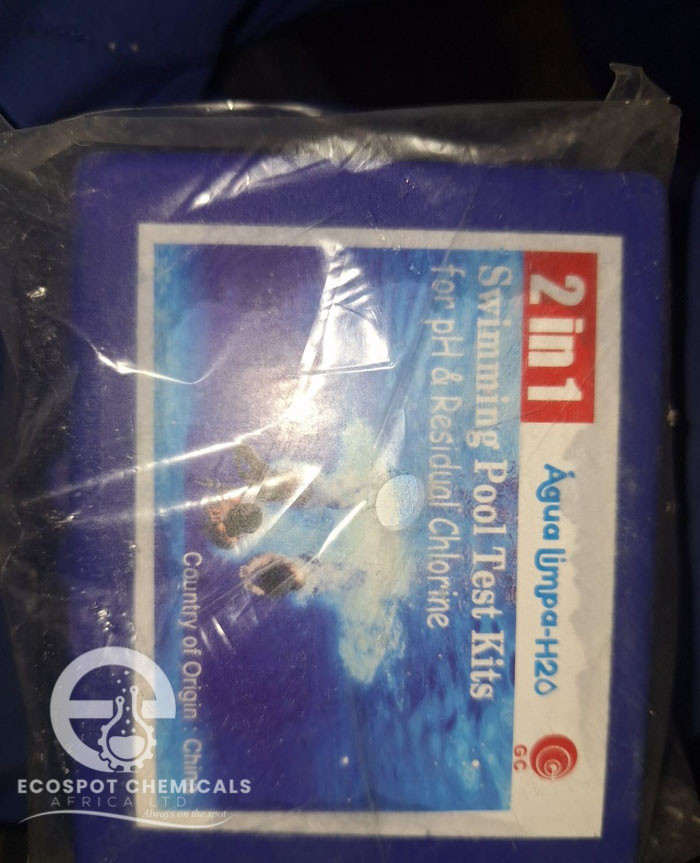 2 in 1
Água limpa-H2O
GC
Swimming Pool Test Kits
for pH & Residual Chlorine
Country of Origin : Chin
ECOSPOT CHEMICALS
AFRICA LTD
Always on the spot